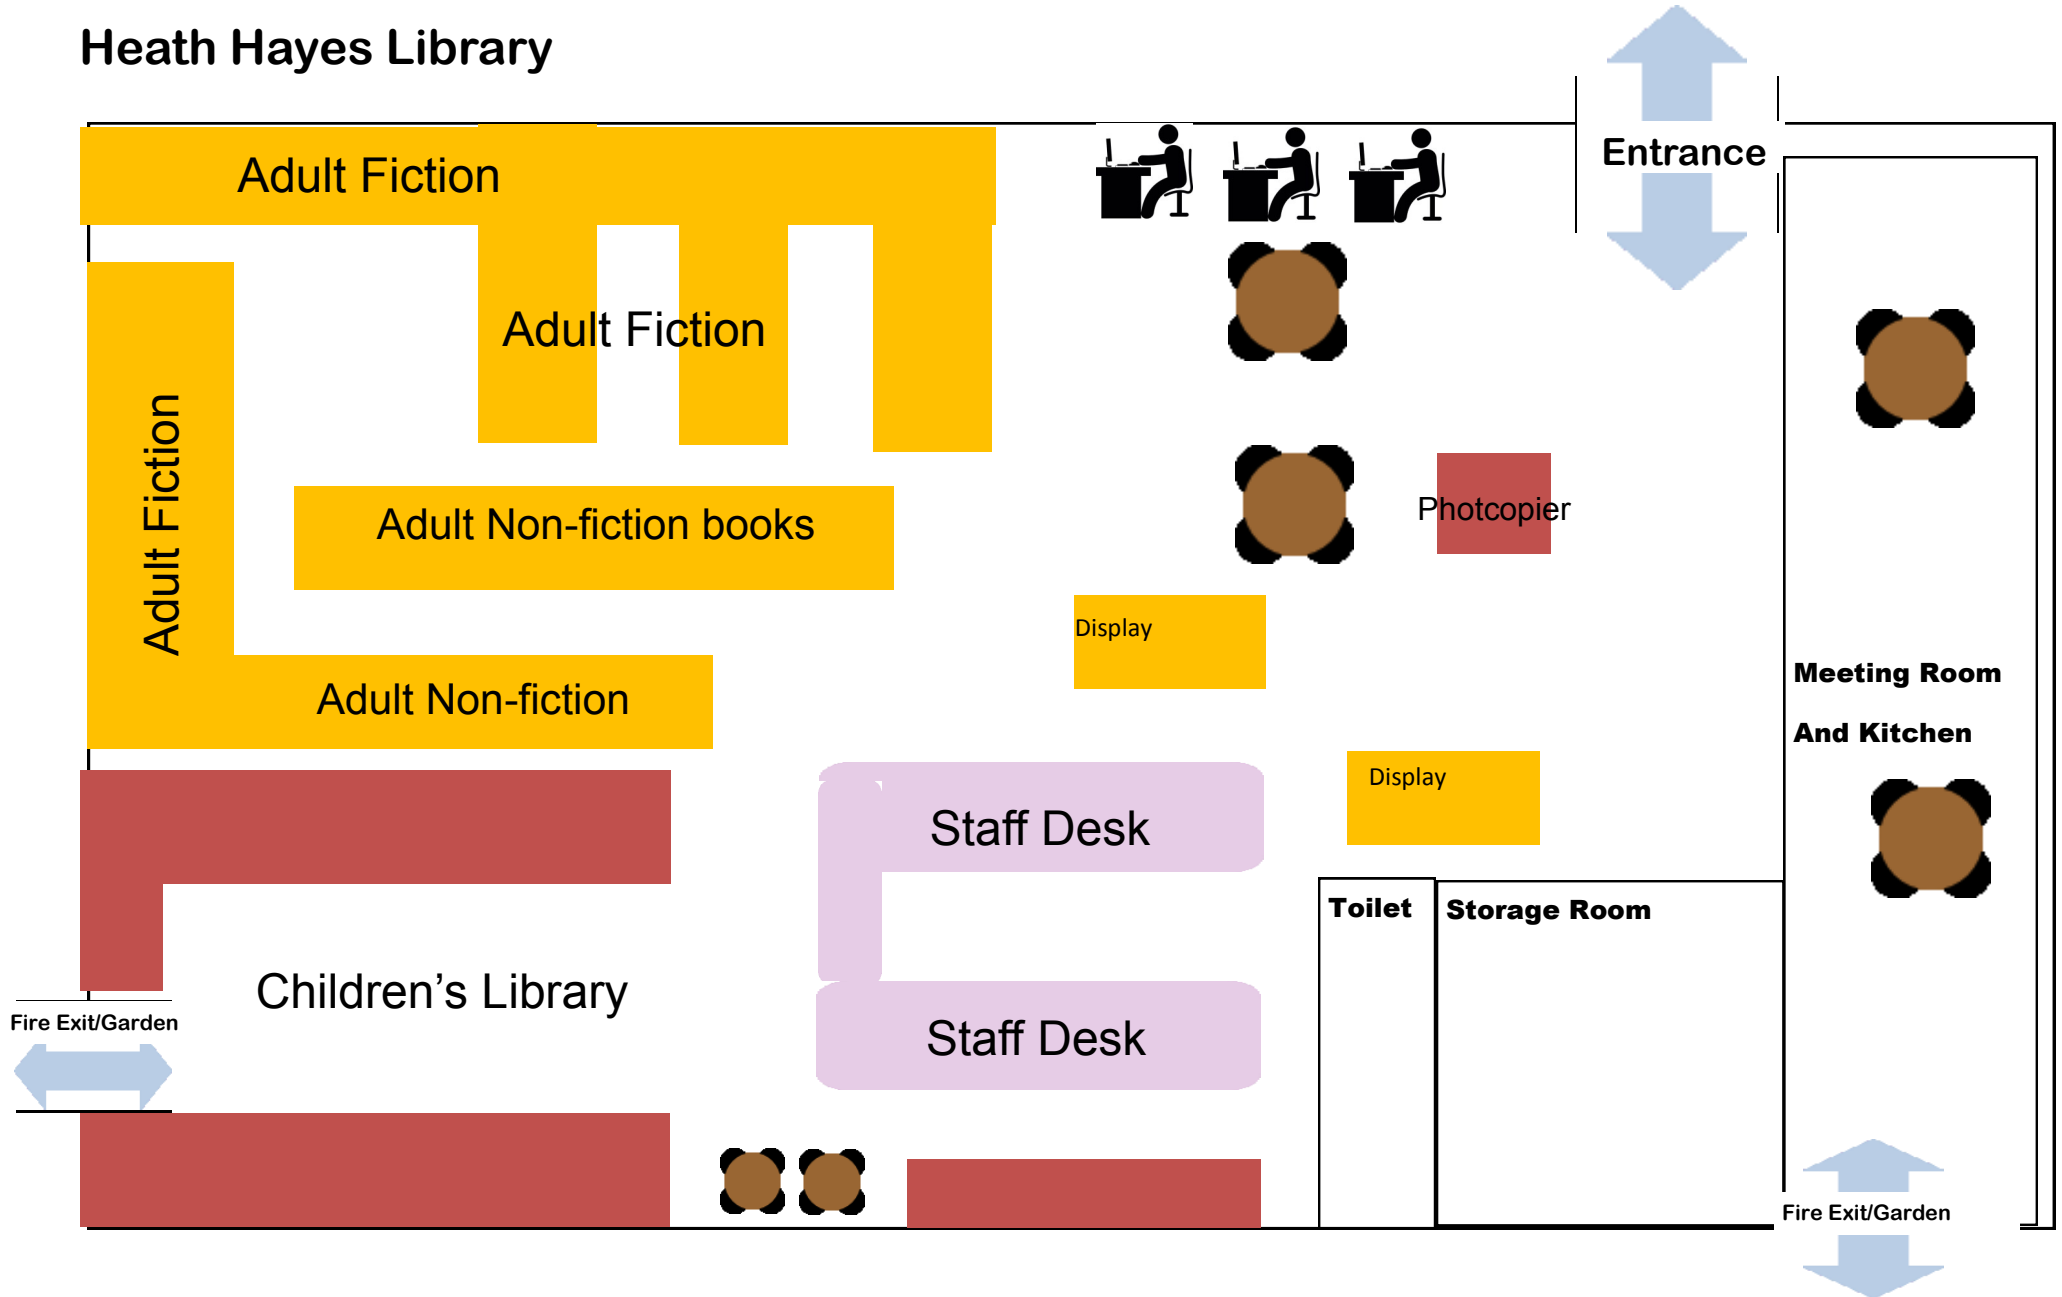 Heath Hayes Library
Entrance
Adult Fiction
Adult Fiction
Adult Fiction
Adult Non-fiction books
Photcopier
Display
Adult Non-fiction
Meeting Room
And Kitchen
Display
Staff Desk
Toilet
Storage Room
Children’s Library
Fire Exit/Garden
Staff Desk
Fire Exit/Garden